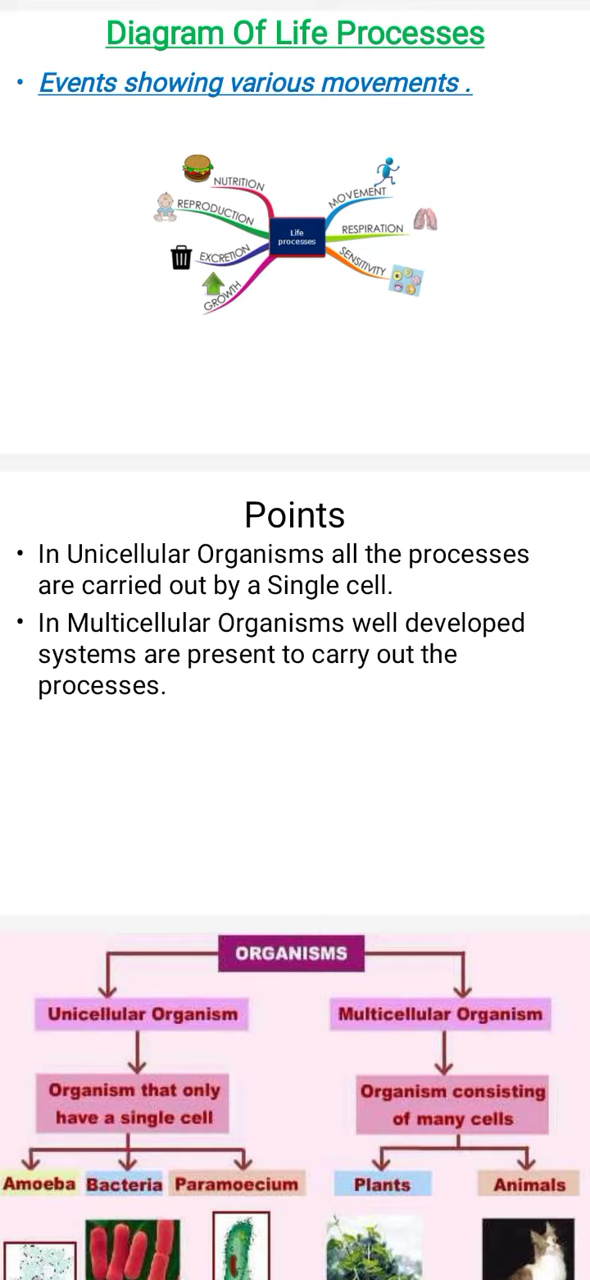 Diagram Of Life Processes
• Events showing various movements .
NUTRITION
REPRODUCTION
EXCRETION
GROWTH
Life
processes
MOVEMENT
RESPIRATION
SENSITIVITY
Points
• In Unicellular Organisms all the processes
are carried out by a Single cell.
• In Multicellular Organisms well developed
systems are present to carry out the
processes.
ORGANISMS
Unicellular Organism
Multicellular Organism
Organism that only
have a single cell
Organism consisting
of many cells
Amoeba
Bacteria
Paramoecium
Plants
Animals